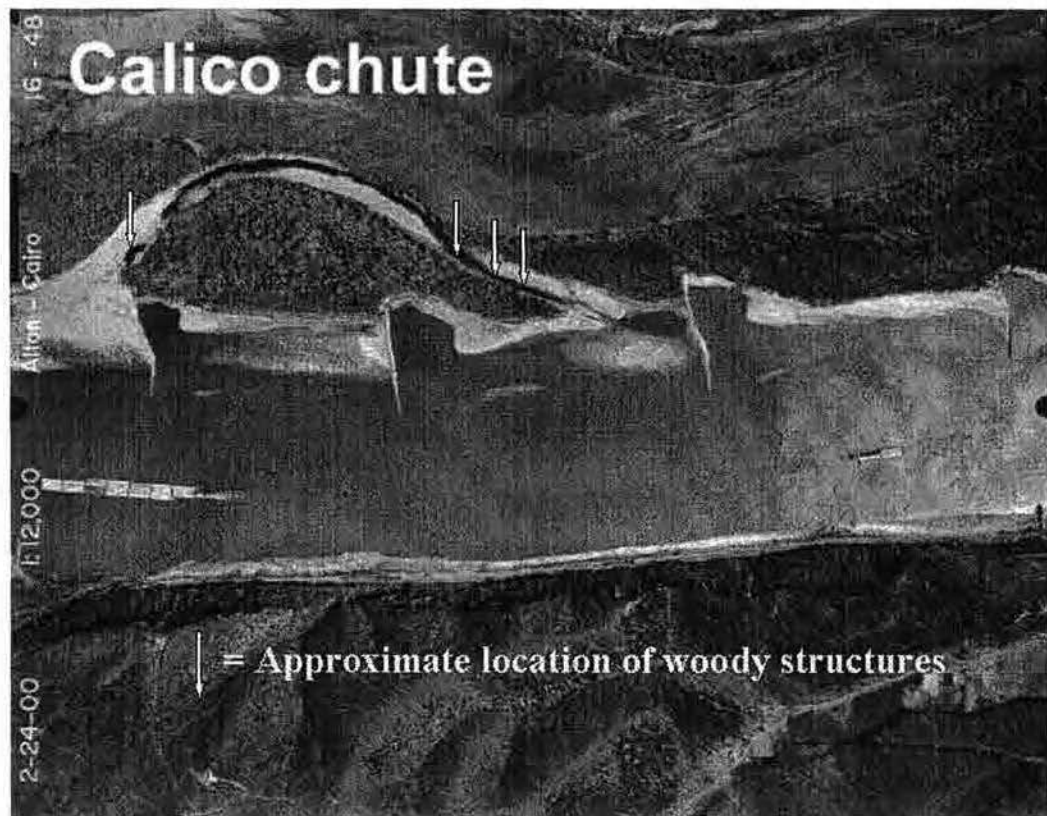 Calico chute
16 - 48
Alton - Cairo
1:12,000
2-24-00
= Approximate location of woody structures